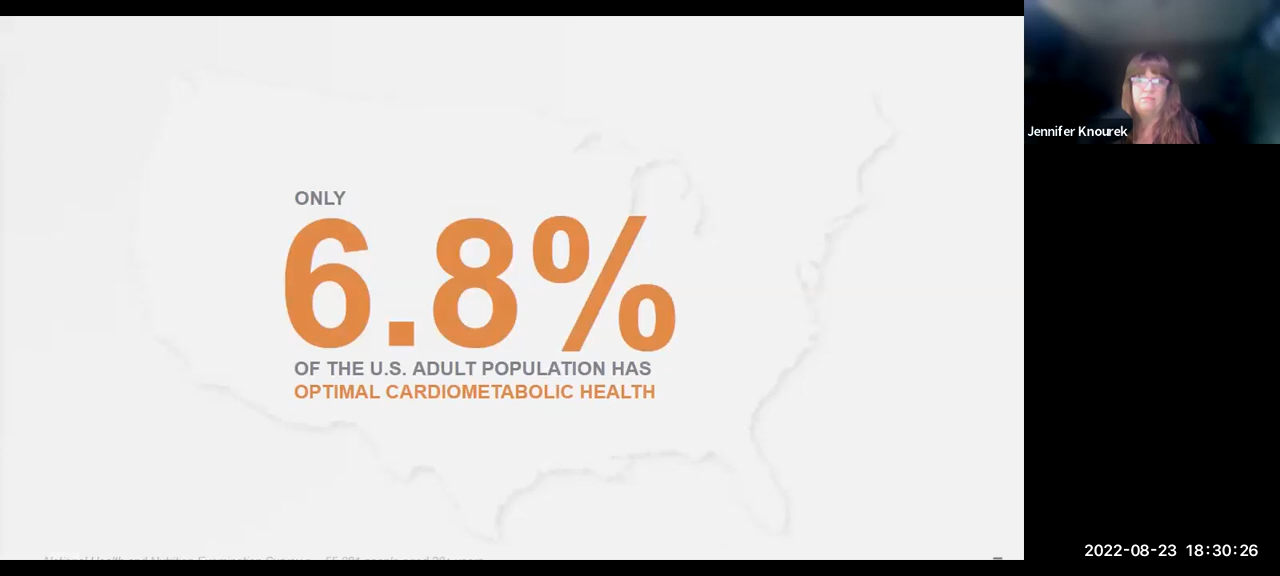 ONLY
6.8%
OF THE U.S. ADULT POPULATION HAS
OPTIMAL CARDIOMETABOLIC HEALTH
Jennifer Knourek
2022-08-23 18:30:26